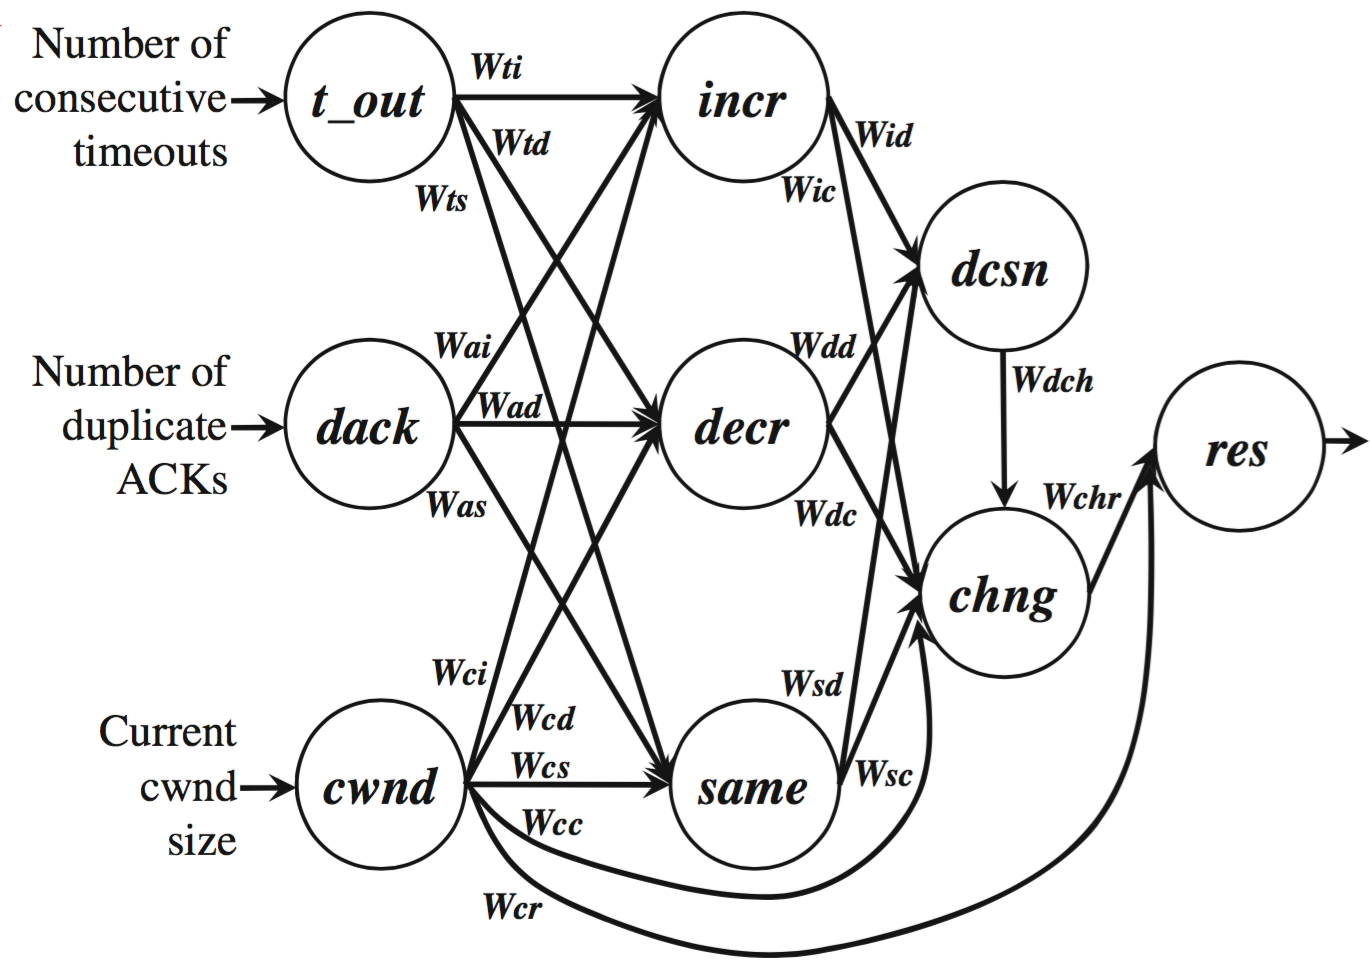 Number of
consecutive
timeouts
t_out
Wti
Wtd
Wts
incr
Wid
Wic
dcsn
Number of
duplicate
ACKs
dack
Wai
Wad
Was
decr
Wdd
Wdc
Wdch
Wchr
res
chng
Current
cwnd
size
cwnd
Wci
Wcd
Wcs
Wcc
Wcr
same
Wsd
Wsc